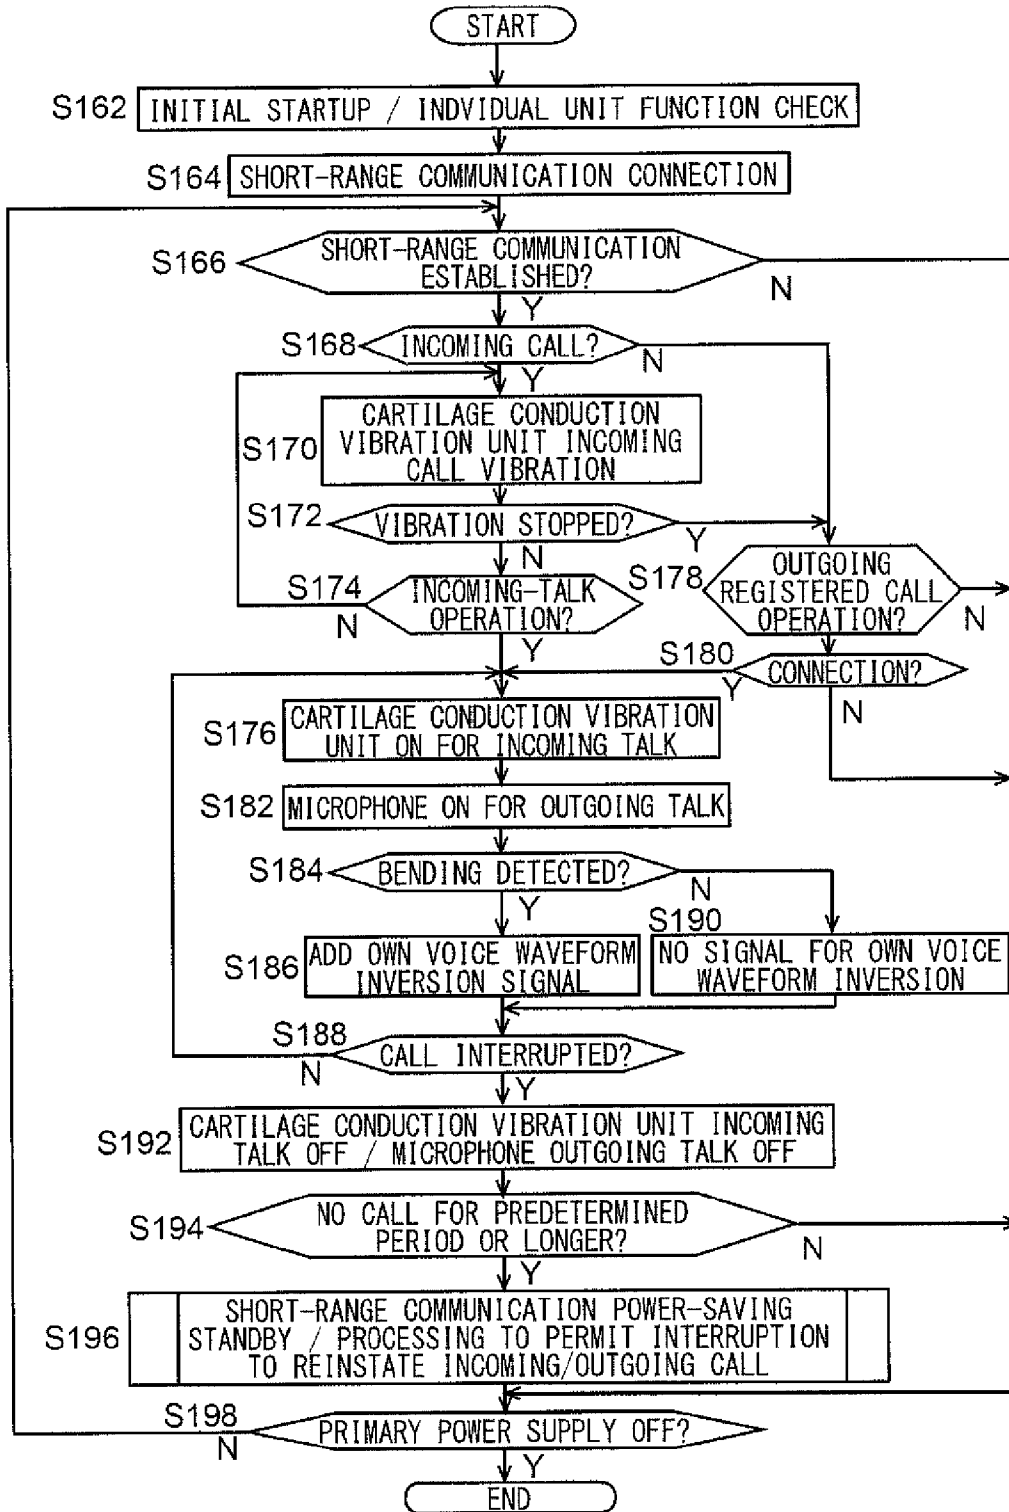 START
S162
INITIAL STARTUP / INDVIDUAL UNIT FUNCTION CHECK
S164
SHORT-RANGE COMMUNICATION CONNECTION
S166
SHORT-RANGE COMMUNICATION
ESTABLISHED?
N
Y
S168
INCOMING CALL?
N
Y
S170
CARTILAGE CONDUCTION
VIBRATION UNIT INCOMING
CALL VIBRATION
S172
VIBRATION STOPPED?
Y
N
S174
INCOMING-TALK
OPERATION?
N
Y
S178
OUTGOING
REGISTERED CALL
OPERATION?
N
S180
CONNECTION?
Y
N
S176
CARTILAGE CONDUCTION VIBRATION
UNIT ON FOR INCOMING TALK
S182
MICROPHONE ON FOR OUTGOING TALK
S184
BENDING DETECTED?
N
Y
S186
ADD OWN VOICE WAVEFORM
INVERSION SIGNAL
S190
NO SIGNAL FOR OWN VOICE
WAVEFORM INVERSION
S188
CALL INTERRUPTED?
N
Y
S192
CARTILAGE CONDUCTION VIBRATION UNIT INCOMING
TALK OFF / MICROPHONE OUTGOING TALK OFF
S194
NO CALL FOR PREDETERMINED
PERIOD OR LONGER?
N
Y
S196
SHORT-RANGE COMMUNICATION POWER-SAVING
STANDBY / PROCESSING TO PERMIT INTERRUPTION
TO REINSTATE INCOMING/OUTGOING CALL
S198
PRIMARY POWER SUPPLY OFF?
N
Y
END